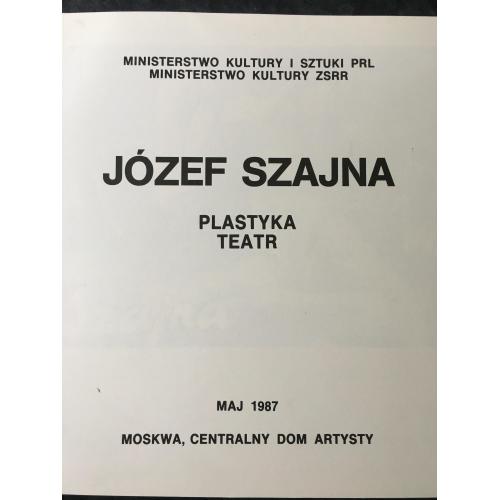 MINISTERSTWO KULTURY I SZTUKI PRL
MINISTERSTWO KULTURY ZSRR
JÓZEF SZAJNA
PLASTYKA
TEATR
MAJ 1987
MOSKWA, CENTRALNY DOM ARTYSTY